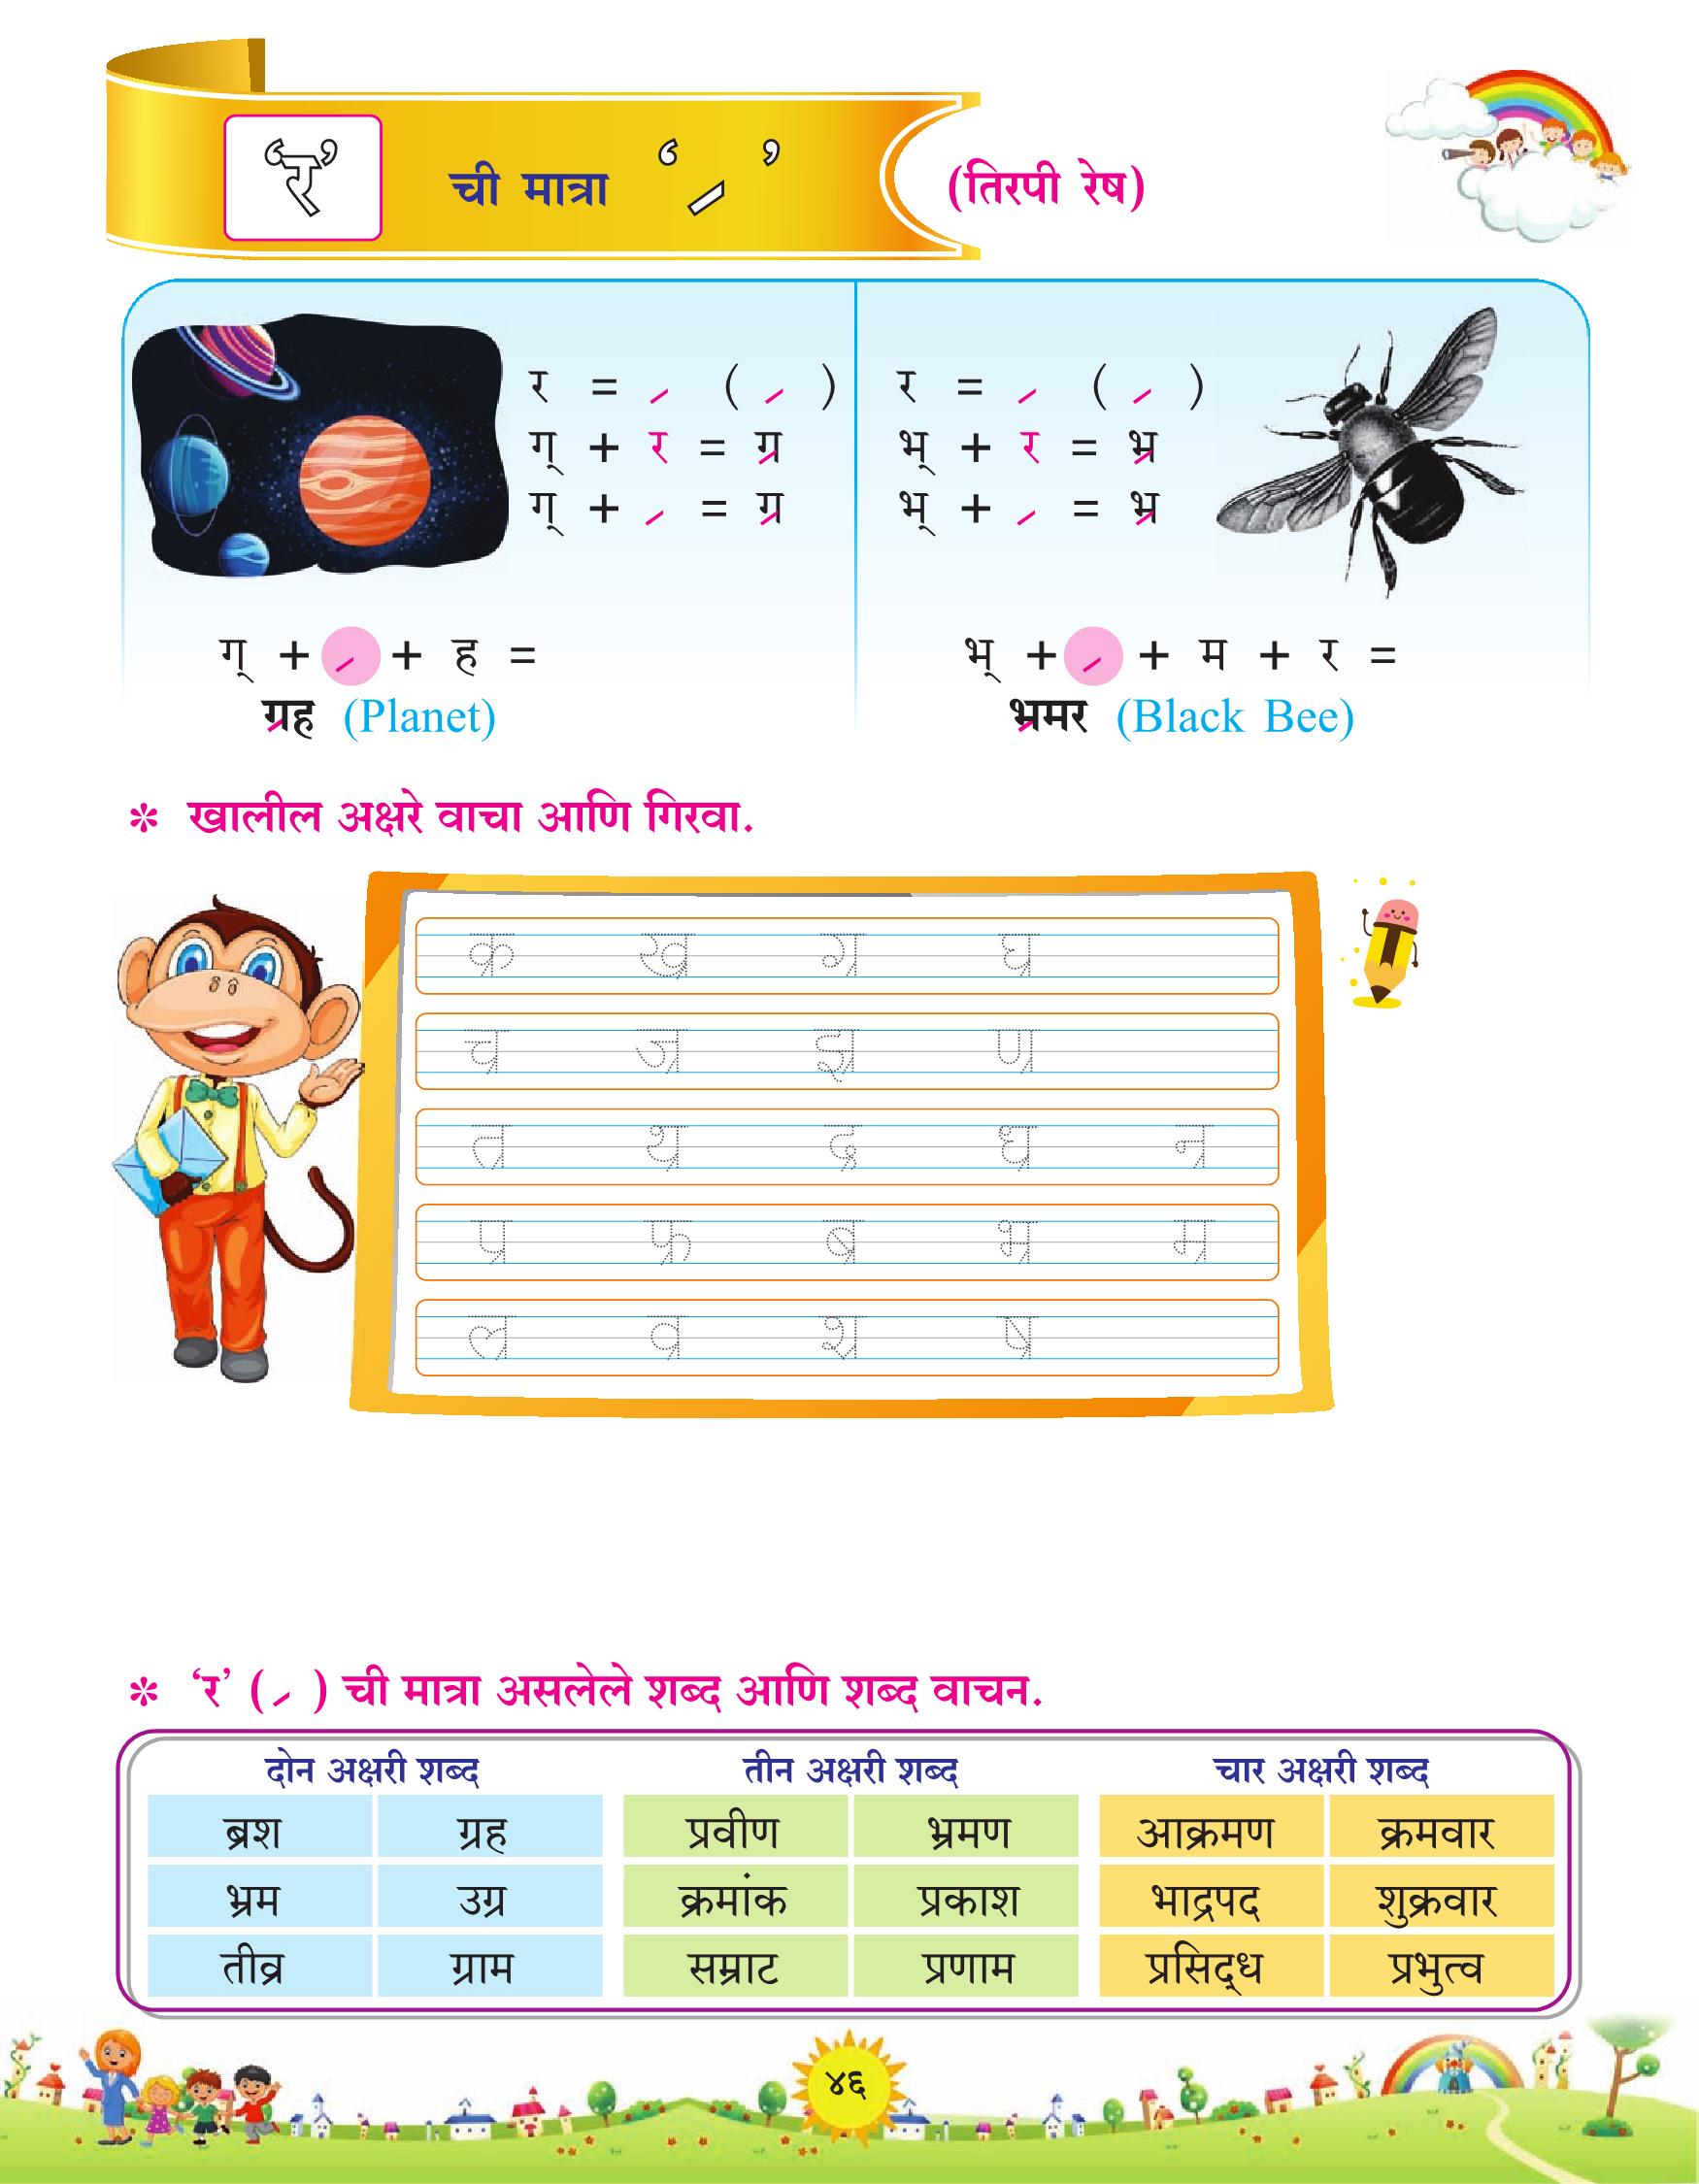 ‘र’ ची मात्रा ‘ ্র ’ (तिरपी रेष)
र = ्र ( ्र )
ग् + र = ग्र
ग् + ्र = ग्र
ग् + ्र + ह =
ग्रह (Planet)
र = ्र ( ्र )
भ् + र = भ्र
भ् + ्र = भ्र
भ् + ्र + म + र =
भ्रमर (Black Bee)
* खालील अक्षरे वाचा आणि गिरवा.
क्र ख्र ग्र घ्र
च्र ज्र झ्र ण्र
त्र थ्र द्र ध्र न्र
प्र फ्र ब्र भ्र म्र
ल्र व्र श्र ष्र
* ‘र’ ( ्र ) ची मात्रा असलेले शब्द आणि शब्द वाचन.
दोन अक्षरी शब्द तीन अक्षरी शब्द चार अक्षरी शब्द
ब्रश ग्रह प्रवीण भ्रमण आक्रमण क्रमवार
भ्रम उग्र क्रमांक प्रकाश भाद्रपद शुक्रवार
तीव्र ग्राम सम्राट प्रणाम प्रसिद्ध प्रभुत्व
४६